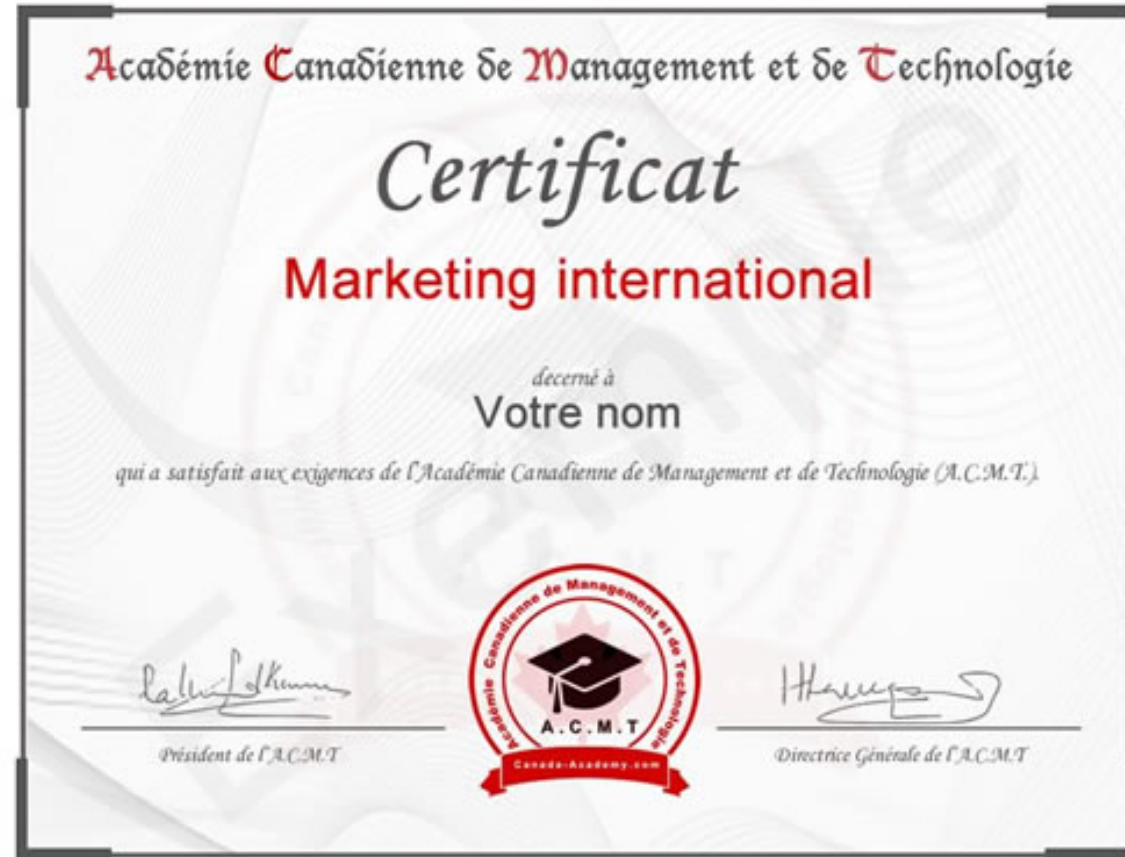 Académie Canadienne de Management et de Technologie
Certificat
Marketing international
decerné à
Votre nom
qui a satisfait aux exigences de l'Académie Canadienne de Management et de Technologie (A.C.M.T.).
Exemple
Académie Canadienne de Management et de Technologie
A.C.M.T
Canada-Academy.com
Président de l'A.C.M.T
Directrice Générale de l'A.C.M.T